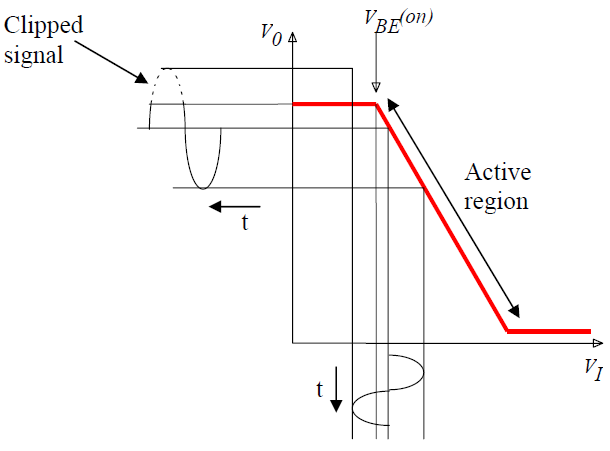 Clipped
signal
V0
VBE(on)
Active
region
t
t
VI